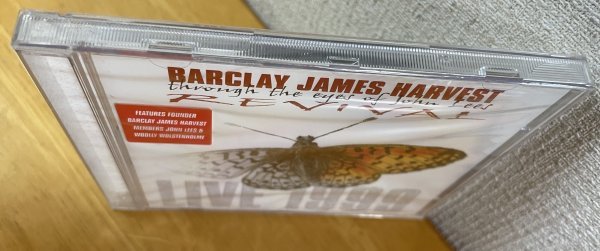 BARCLAY JAMES HARVEST
through the eyes of John Lees
REVIVAL
FEATURES FOUNDER
BARCLAY JAMES HARVEST
MEMBERS JOHN LEES &
WOOLLY WOLSTENHOLME
LIVE 1999